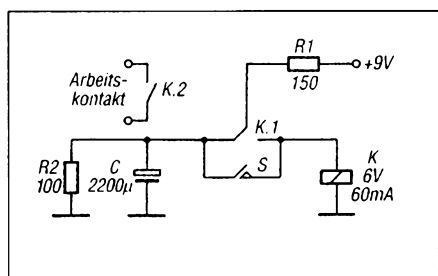 R1
150
+9V
Arbeits-
kontakt
K.2
K.1
S
R2
100
C
2200µ
K
6V
60mA